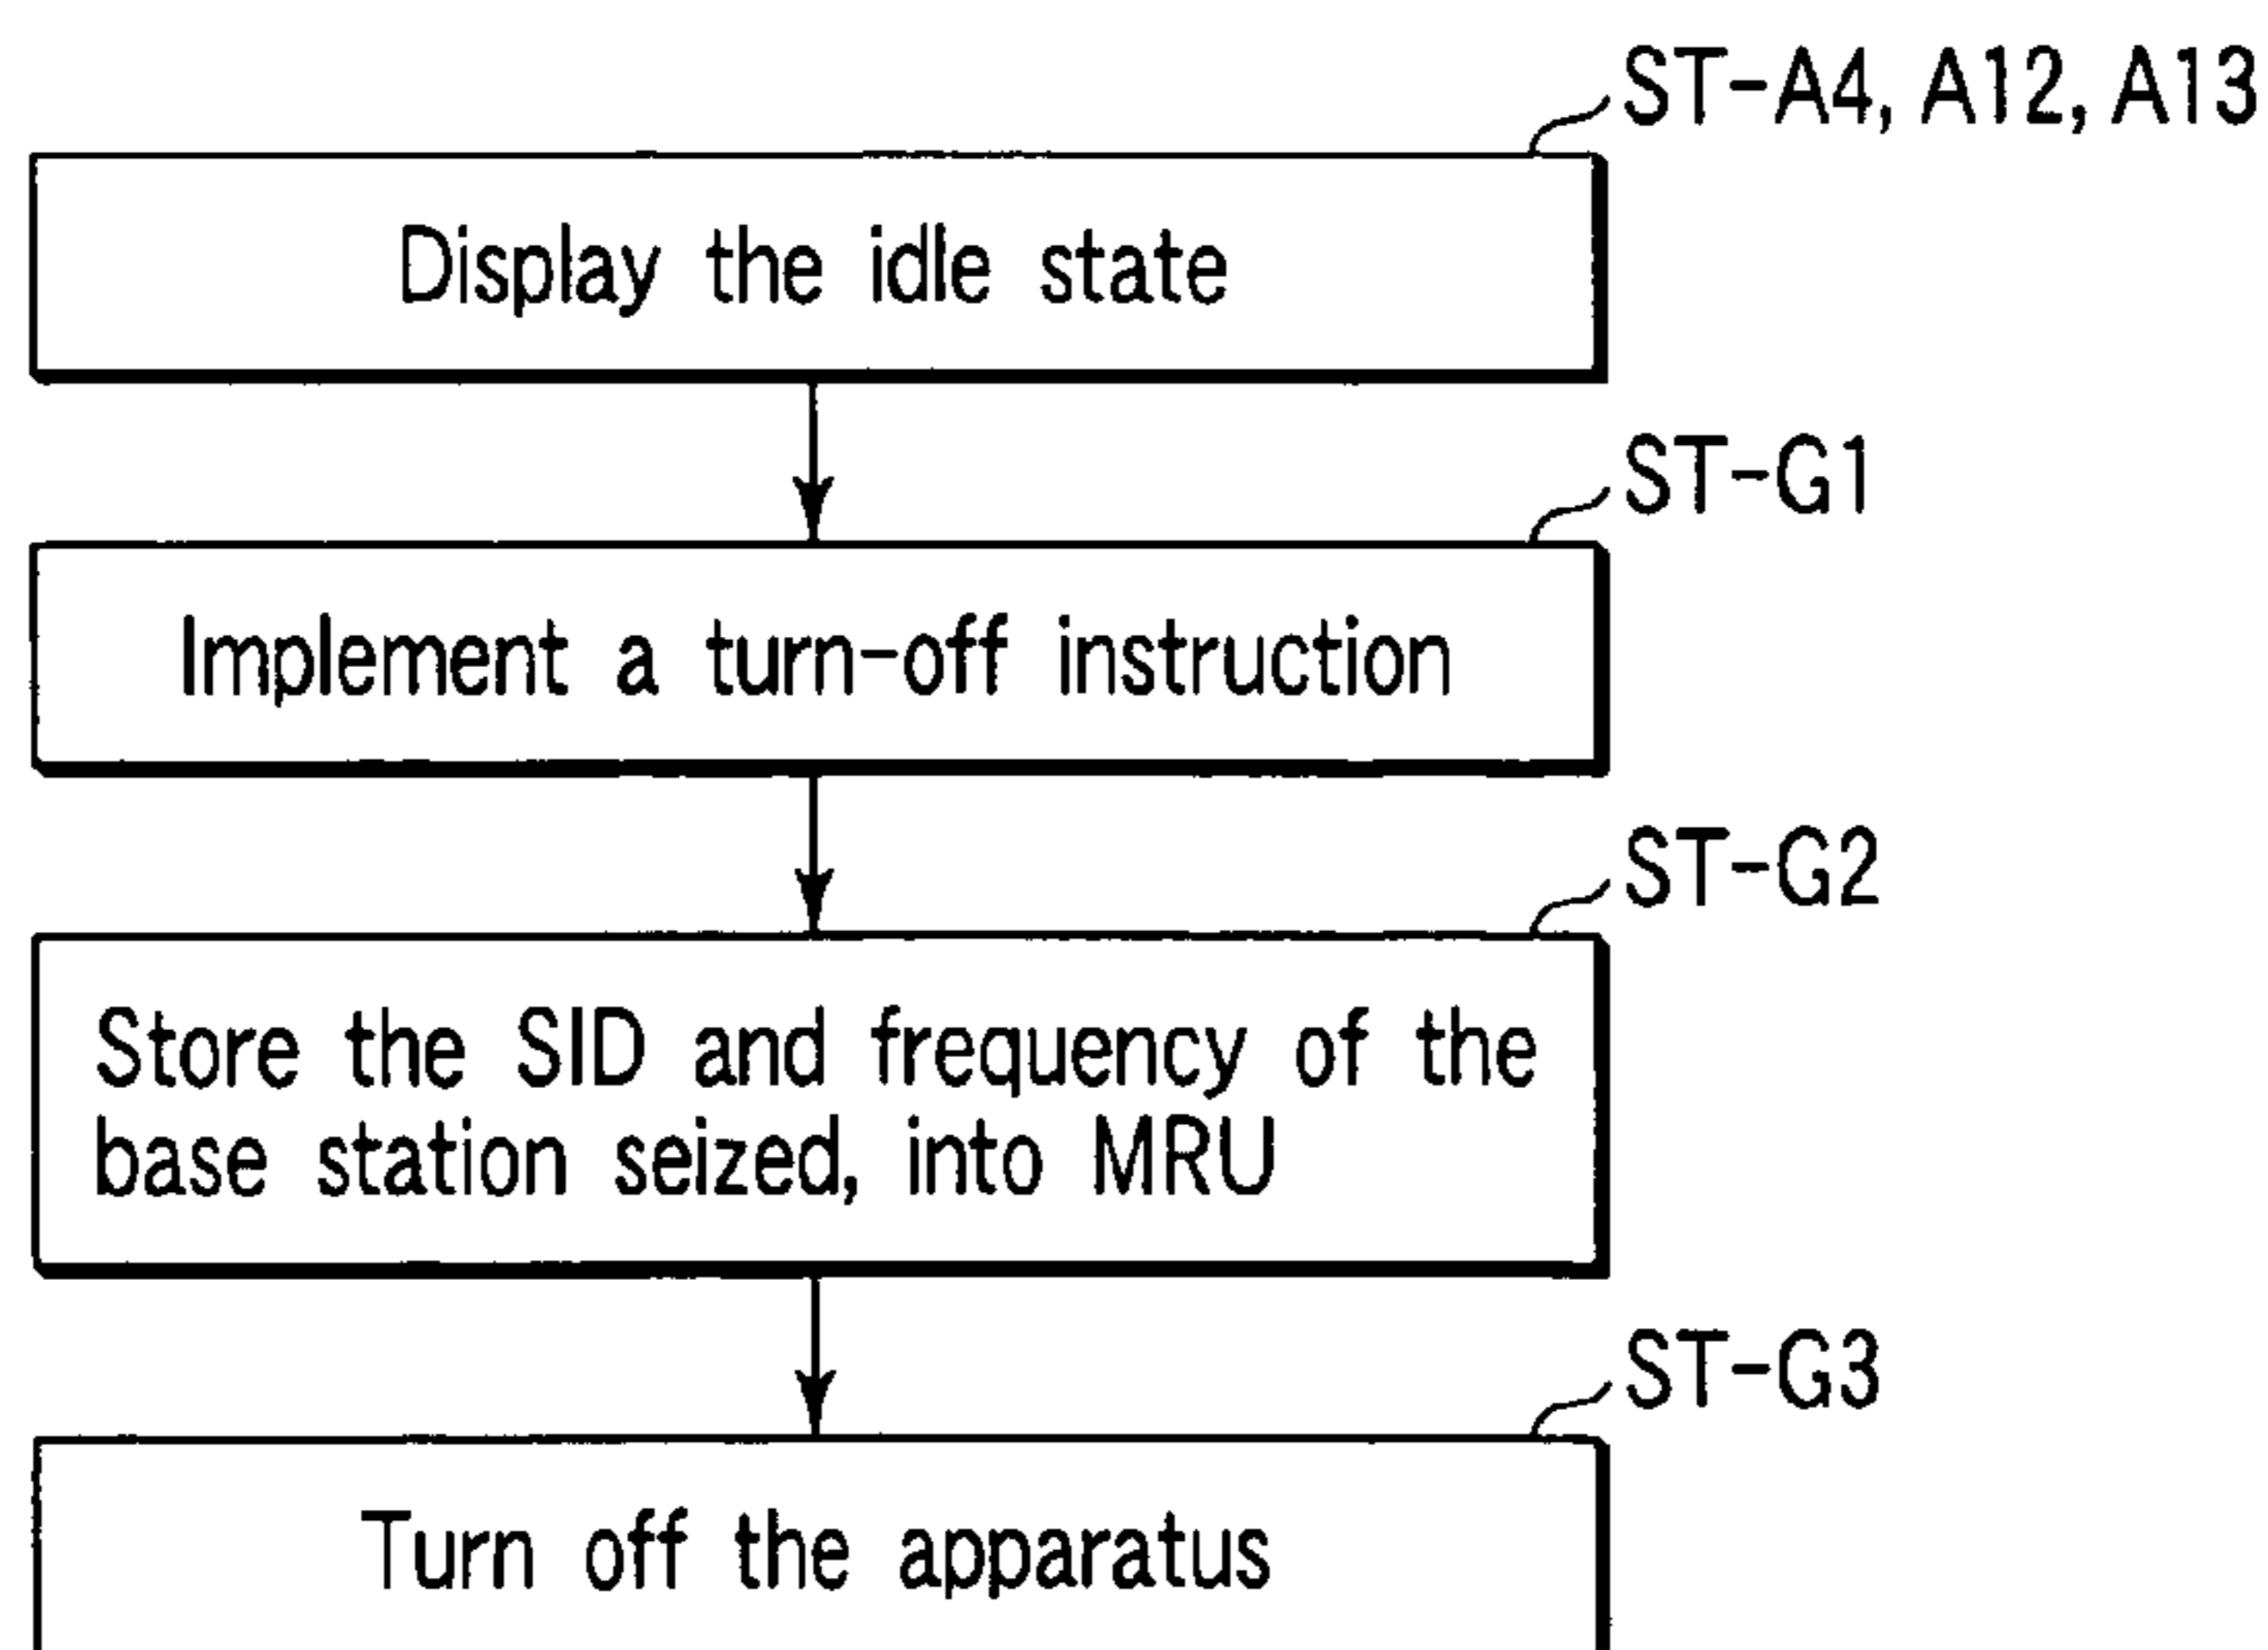 ST-A4, A12, A13
Display the idle state
ST-G1
Implement a turn-off instruction
ST-G2
Store the SID and frequency of the
base station seized, into MRU
ST-G3
Turn off the apparatus